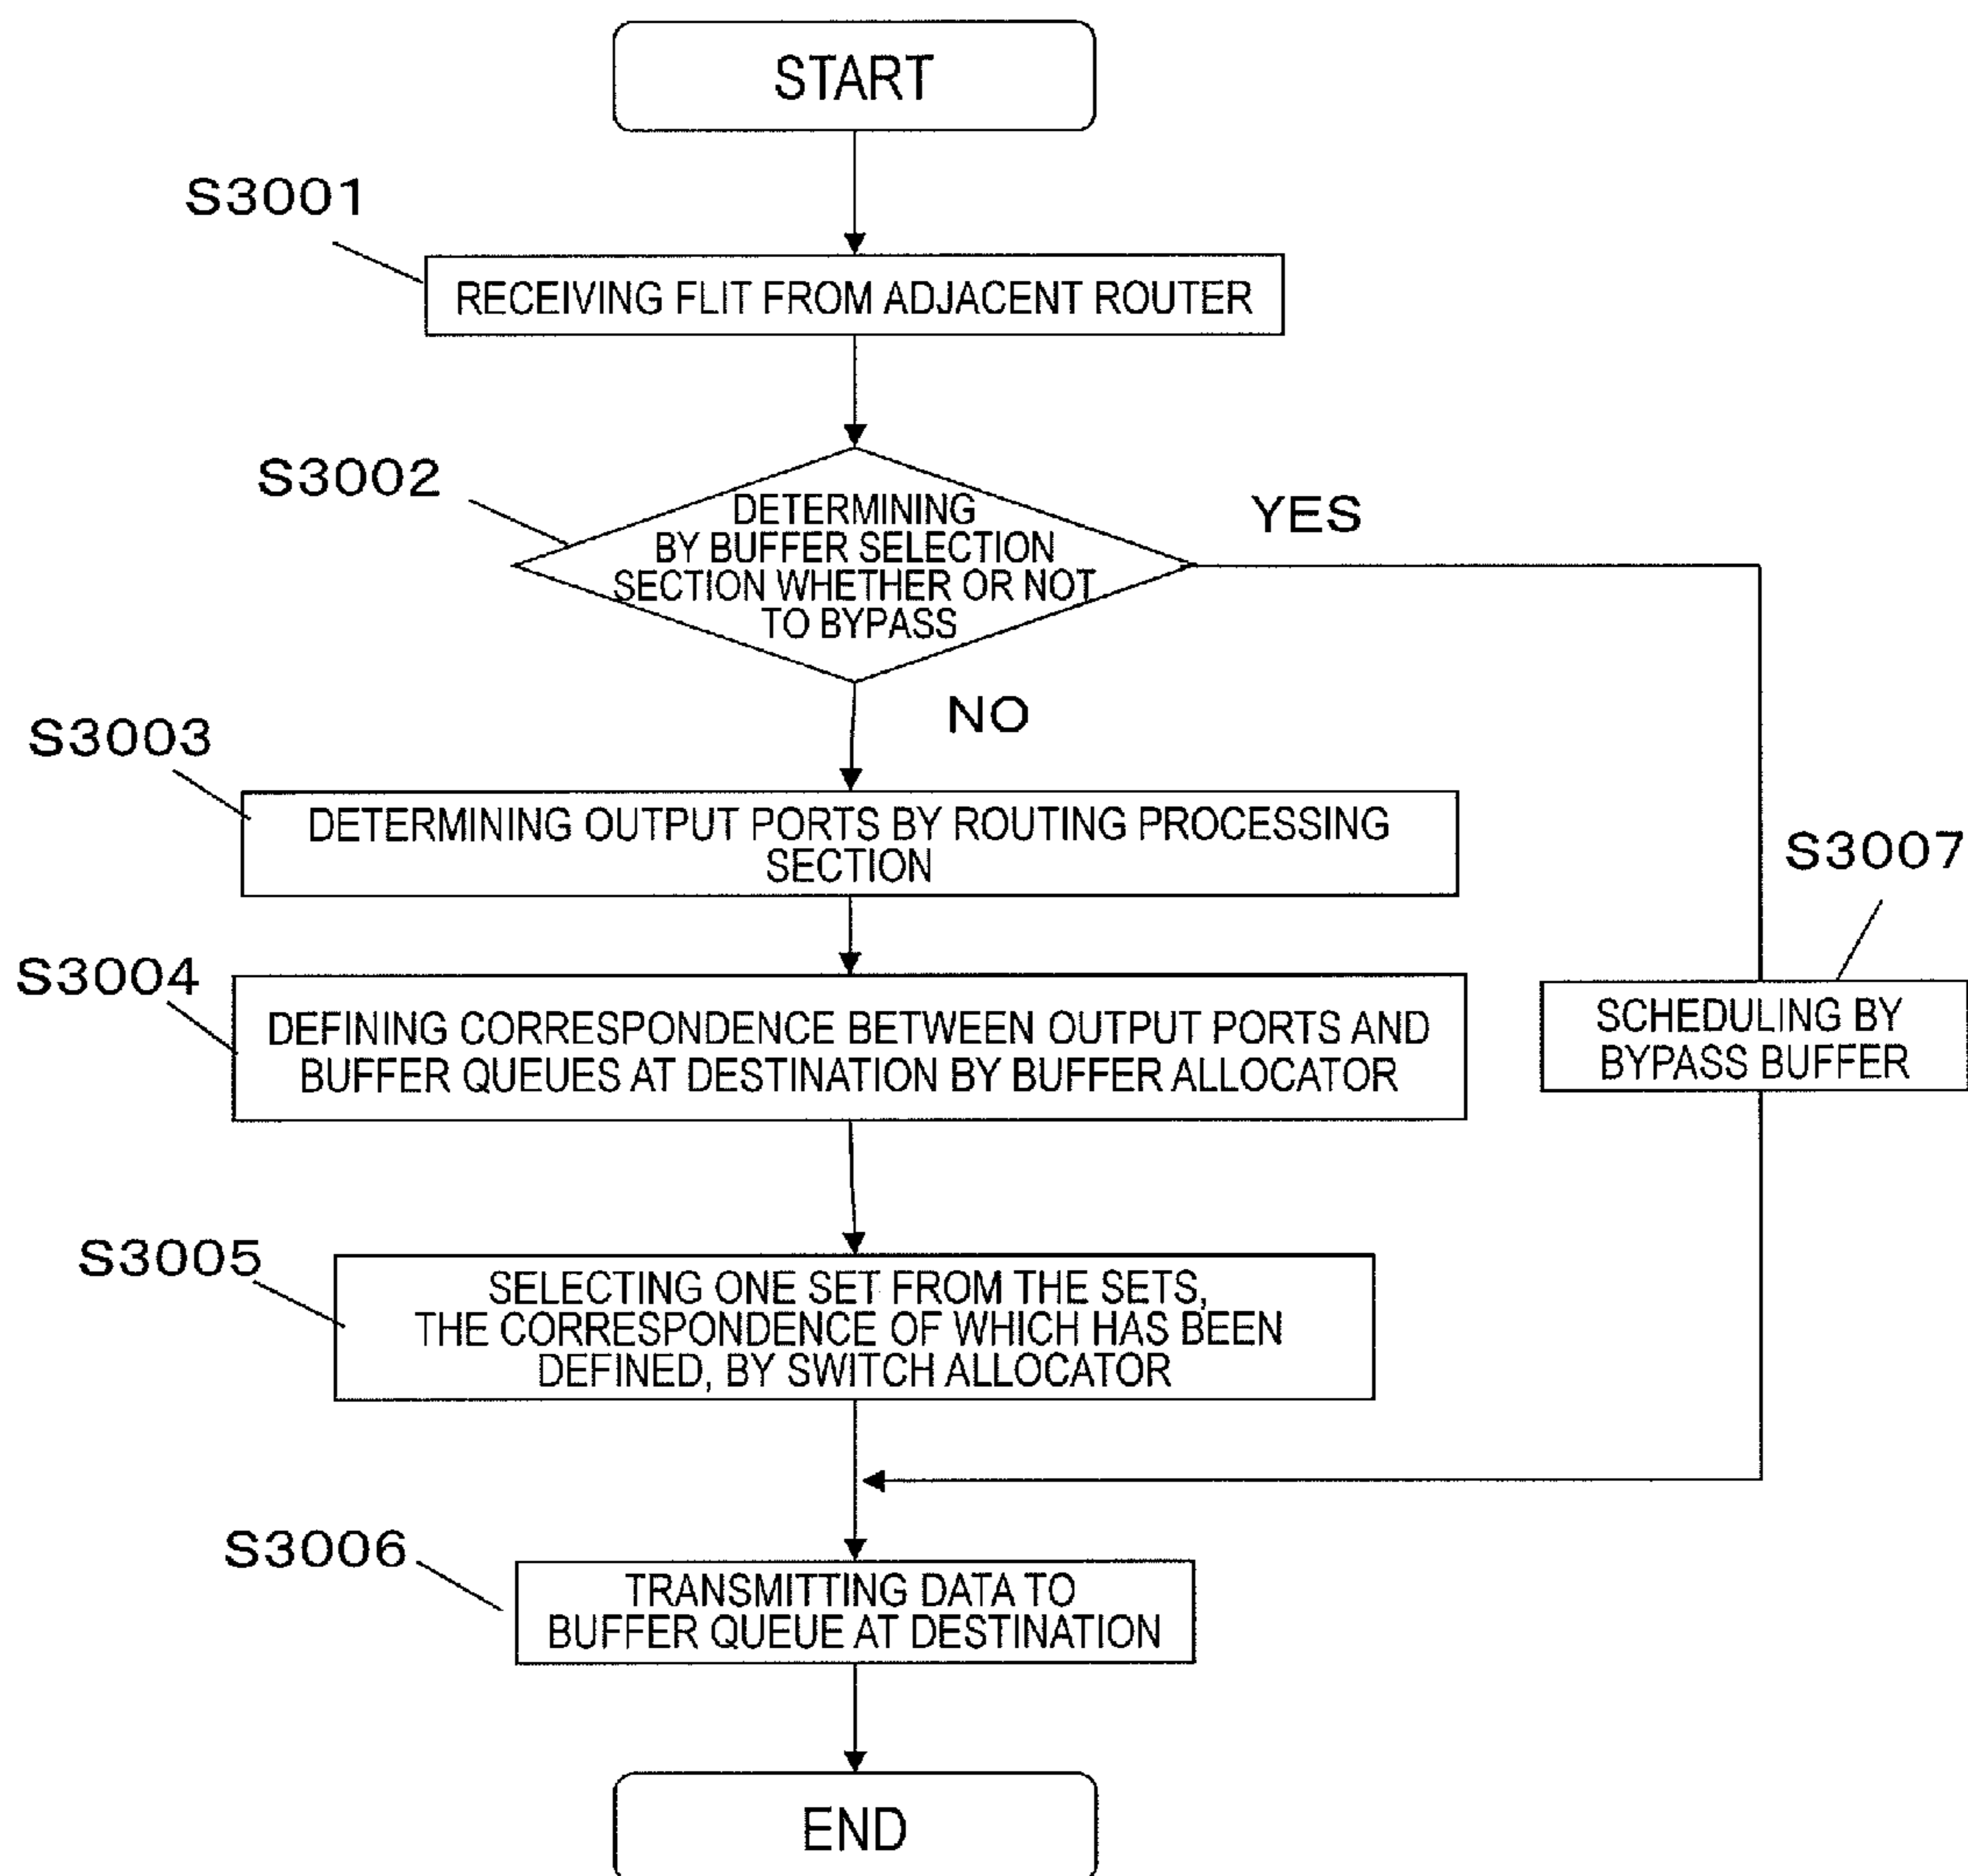 START
S3001
RECEIVING FLIT FROM ADJACENT ROUTER
S3002
DETERMINING
BY BUFFER SELECTION
SECTION WHETHER OR NOT
TO BYPASS
YES
NO
S3003
DETERMINING OUTPUT PORTS BY ROUTING PROCESSING
SECTION
S3007
SCHEDULING BY
BYPASS BUFFER
S3004
DEFINING CORRESPONDENCE BETWEEN OUTPUT PORTS AND
BUFFER QUEUES AT DESTINATION BY BUFFER ALLOCATOR
S3005
SELECTING ONE SET FROM THE SETS,
THE CORRESPONDENCE OF WHICH HAS BEEN
DEFINED, BY SWITCH ALLOCATOR
S3006
TRANSMITTING DATA TO
BUFFER QUEUE AT DESTINATION
END